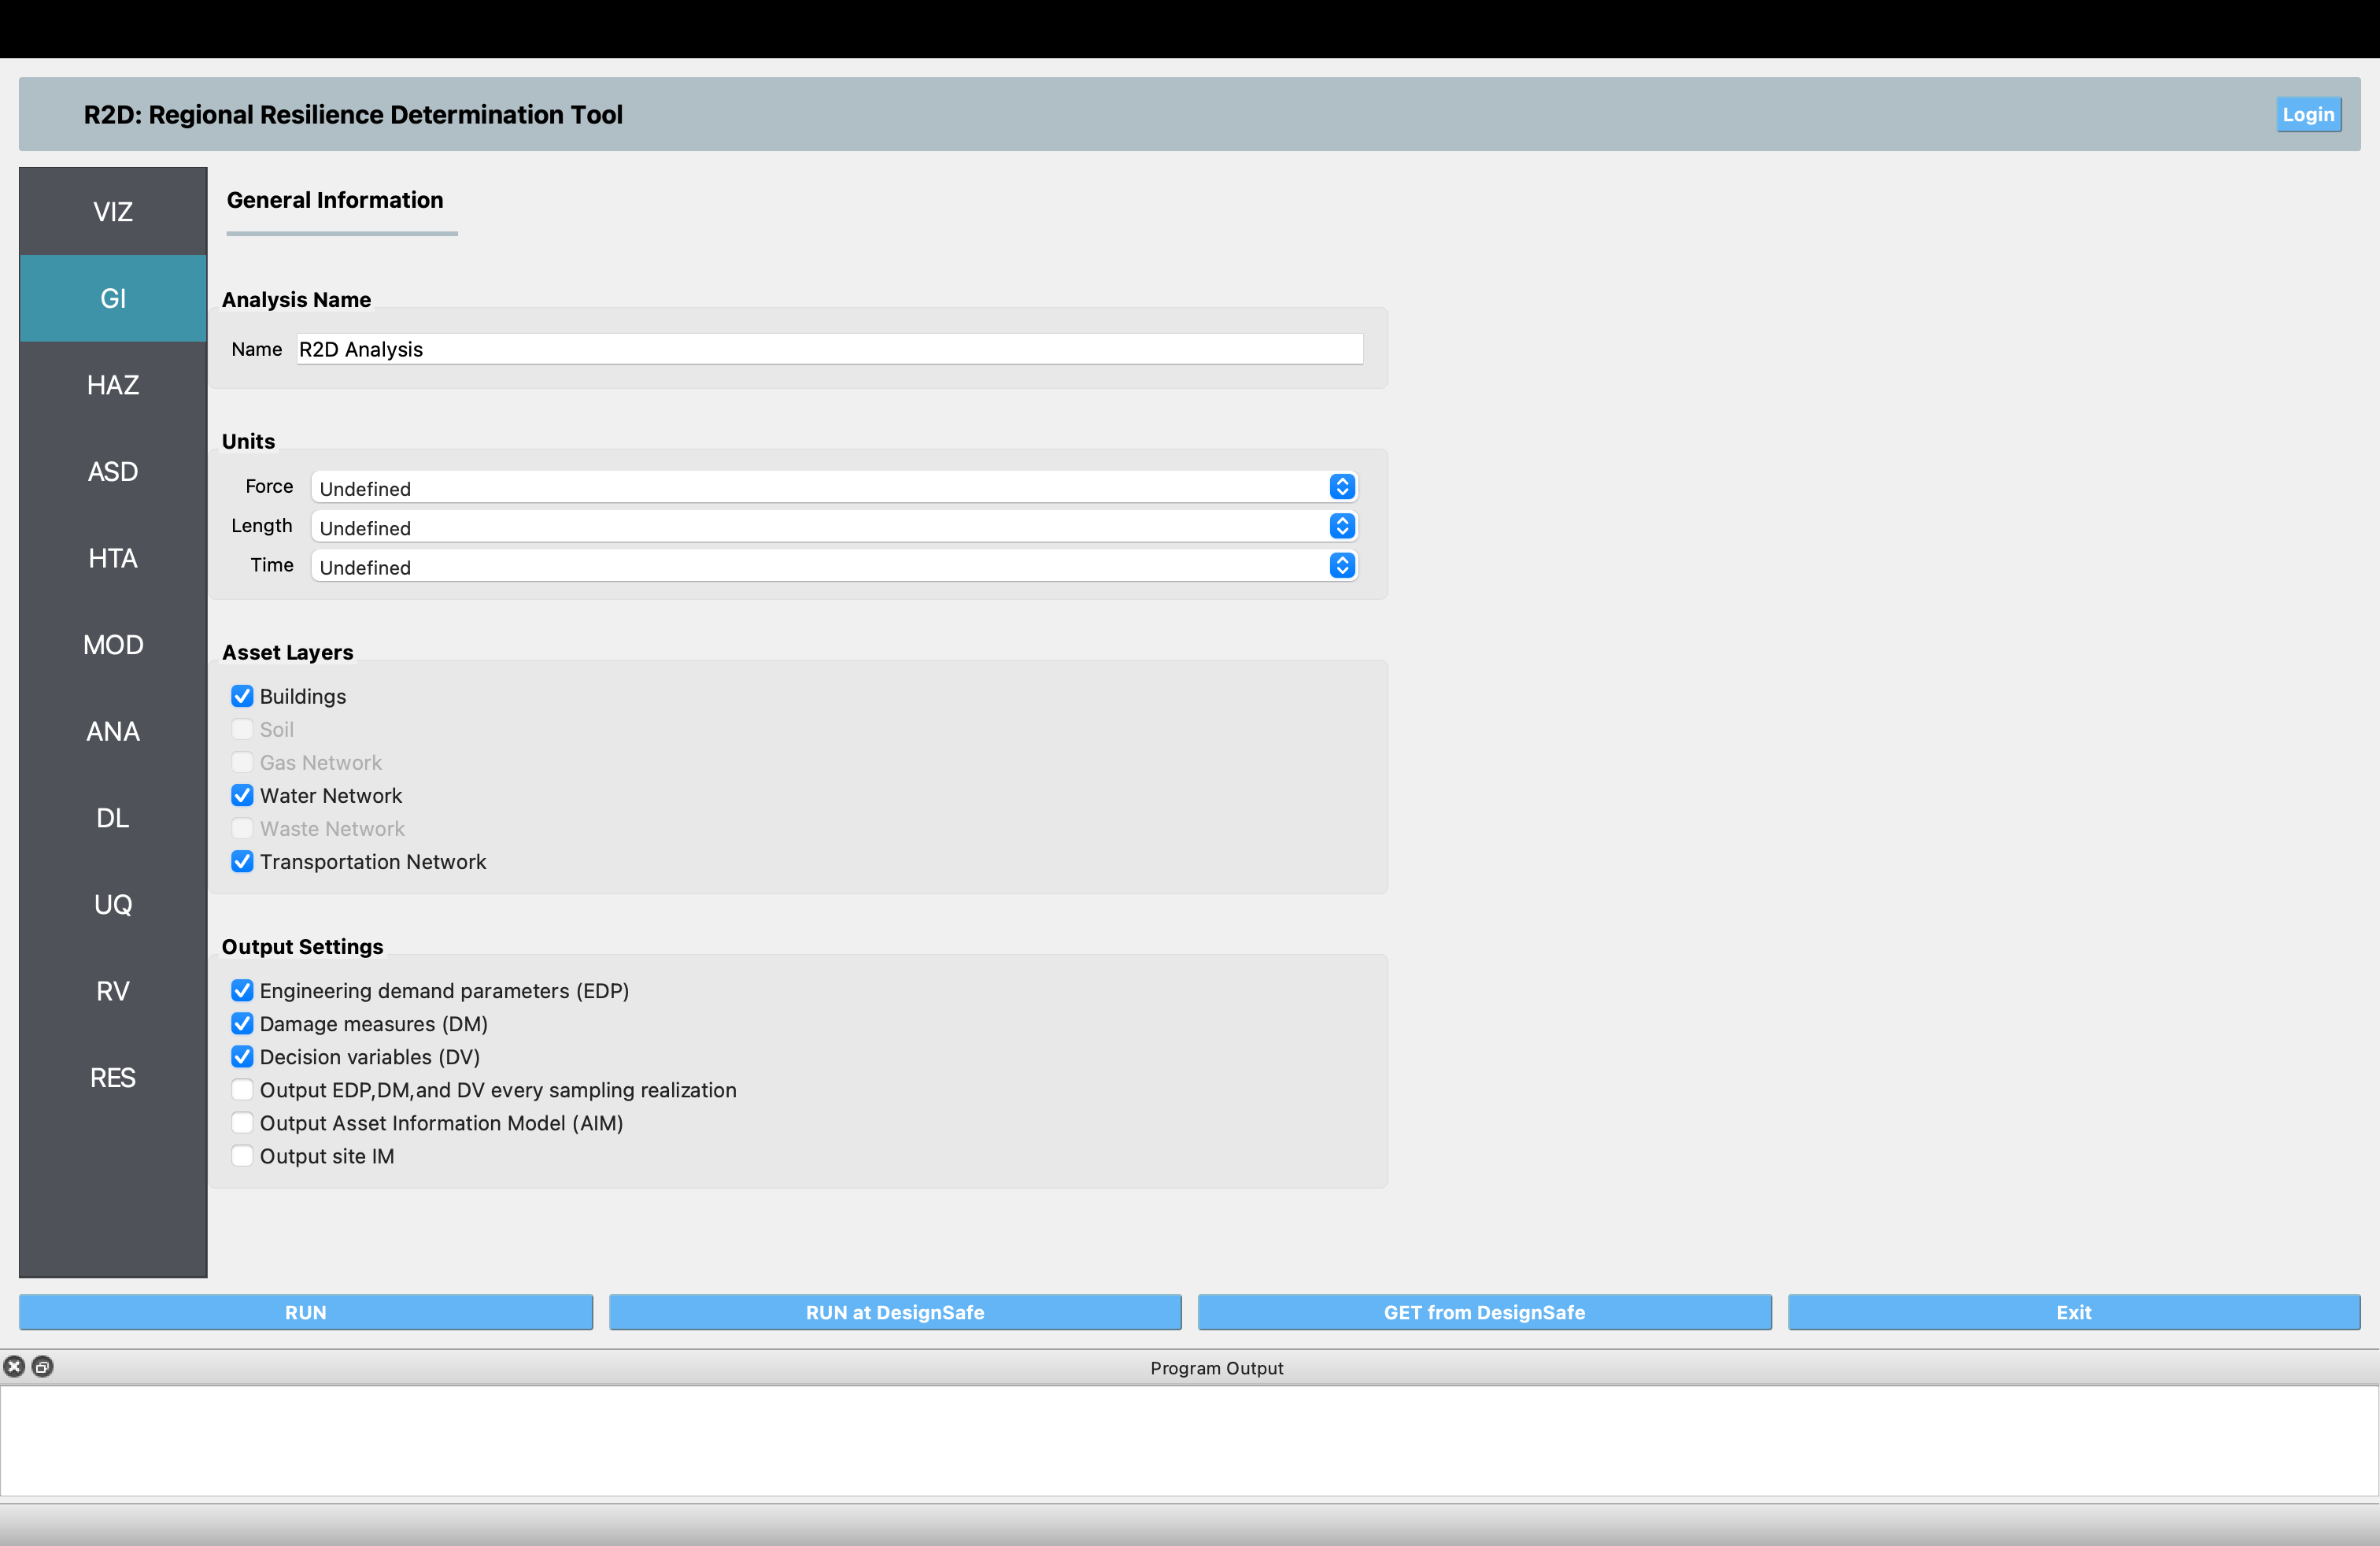 R2D: Regional Resilience Determination Tool
Login
VIZ
GI
HAZ
ASD
HTA
MOD
ANA
DL
UQ
RV
RES
General Information
Analysis Name
Name R2D Analysis
Units
Force Undefined
Length Undefined
Time Undefined
Asset Layers
Buildings
Soil
Gas Network
Water Network
Waste Network
Transportation Network
Output Settings
Engineering demand parameters (EDP)
Damage measures (DM)
Decision variables (DV)
Output EDP,DM,and DV every sampling realization
Output Asset Information Model (AIM)
Output site IM
RUN RUN at DesignSafe GET from DesignSafe Exit
Program Output